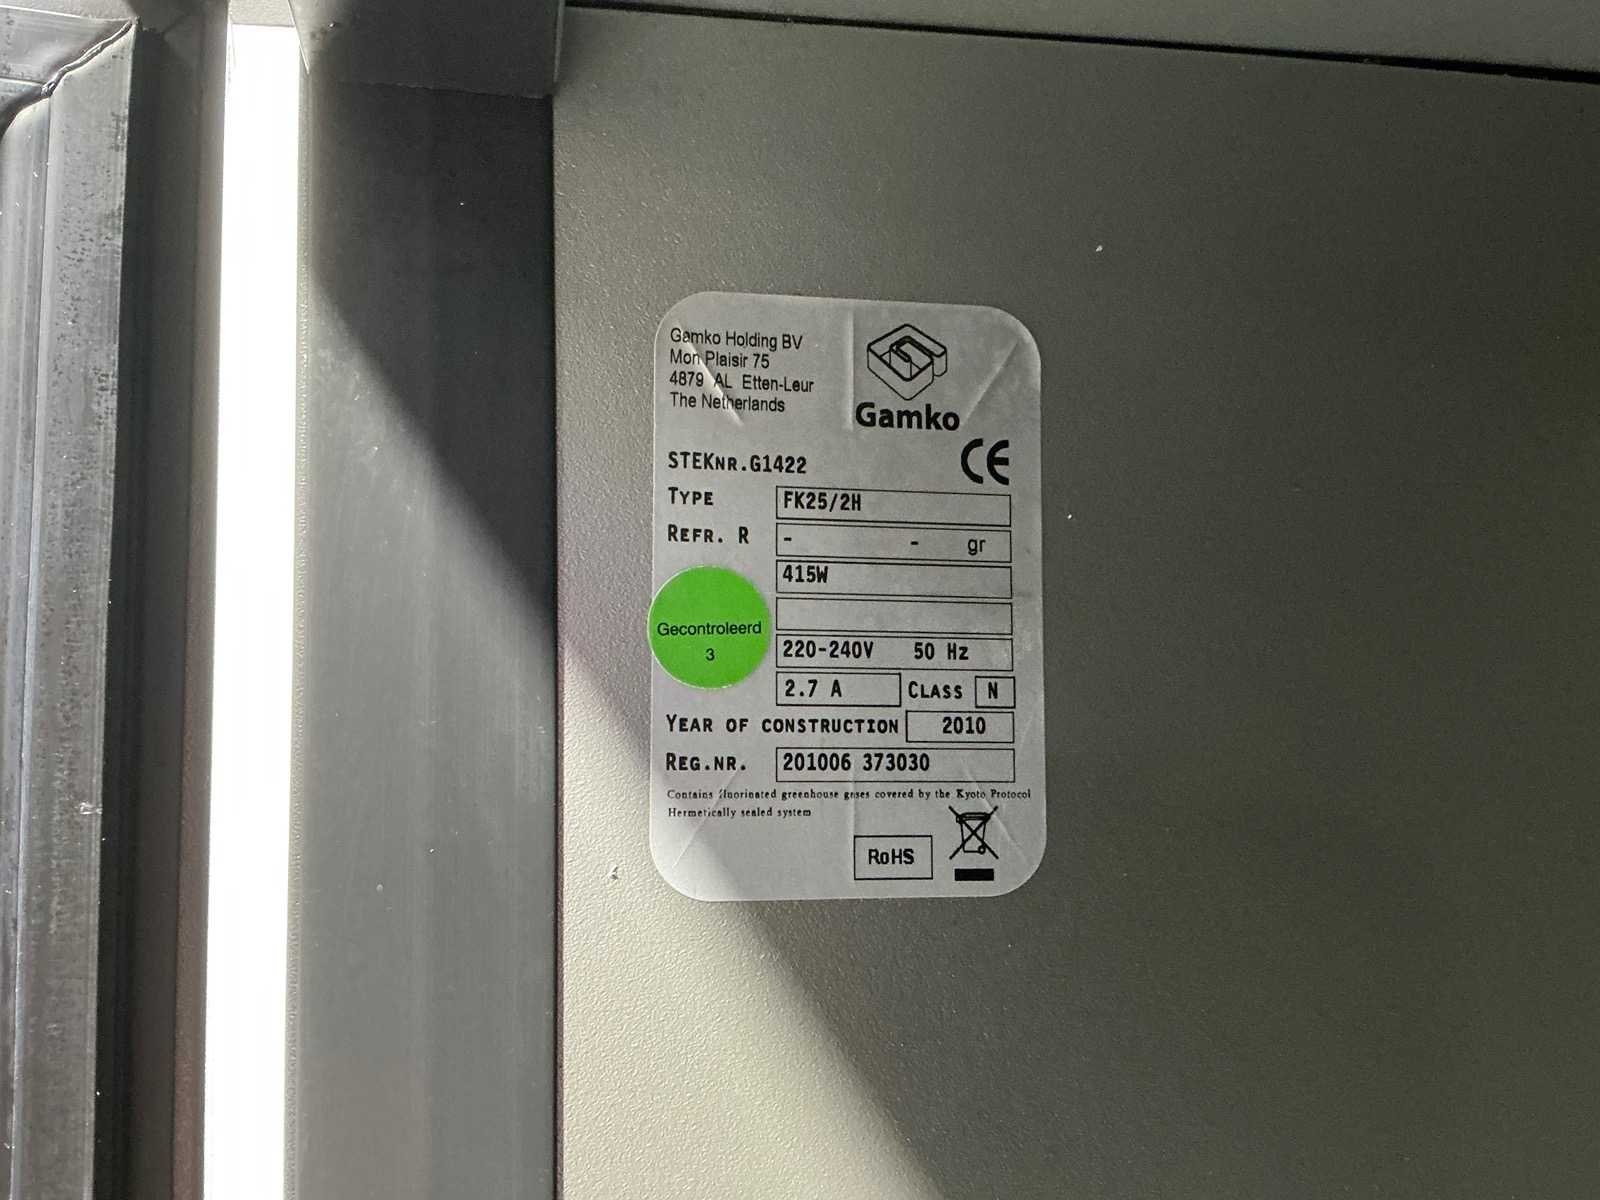 Gamko Holding BV
Mon Plaisir 75
4879 AL Etten-Leur
The Netherlands
Gamko
CE
STEKNR.G1422
TYPE FK25/2H
REFR. R - - gr
415W
Gecontroleerd
3
220-240V 50 Hz
2.7 A CLASS N
YEAR OF CONSTRUCTION 2010
REG.NR. 201006 373030
Contains fluorinated greenhouse gases covered by the Kyoto Protocol
Hermetically sealed system
RoHS